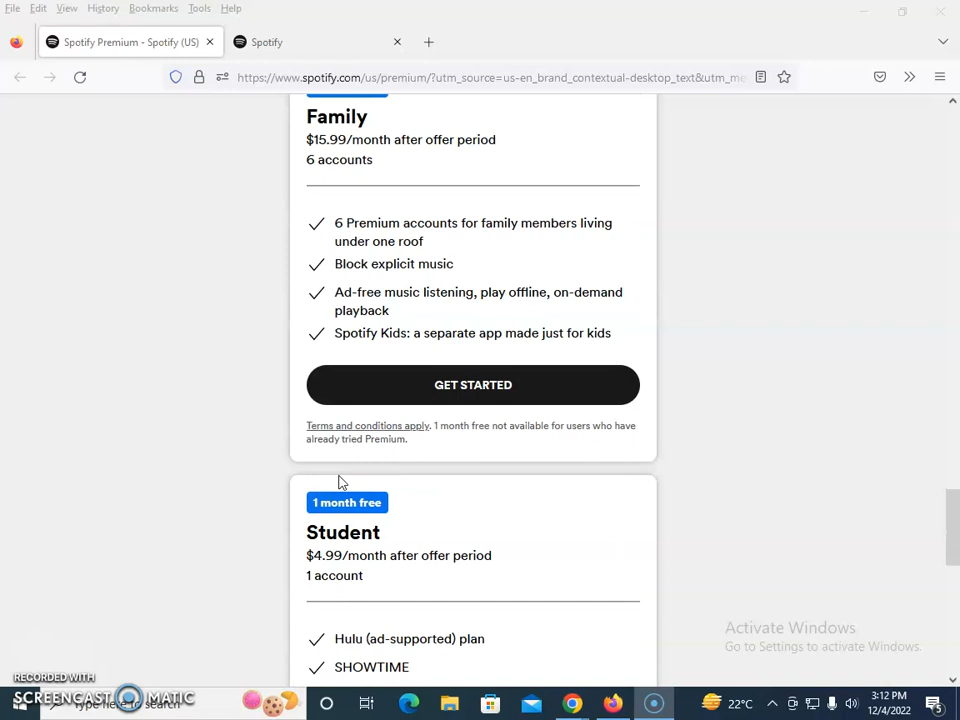 File Edit View History Bookmarks Tools Help
Spotify Premium - Spotify (US)
Spotify
https://www.spotify.com/us/premium/?utm_source=us-en_brand_contextual-desktop_text&utm_me
Family
$15.99/month after offer period
6 accounts
6 Premium accounts for family members living
under one roof
Block explicit music
Ad-free music listening, play offline, on-demand
playback
Spotify Kids: a separate app made just for kids
GET STARTED
Terms and conditions apply. 1 month free not available for users who have
already tried Premium.
1 month free
Student
$4.99/month after offer period
1 account
Hulu (ad-supported) plan
SHOWTIME
Activate Windows
Go to Settings to activate Windows.
RECORDED WITH
SCREENCAST MATIC
Type here to search
22°C
3:12 PM
12/4/2022
5